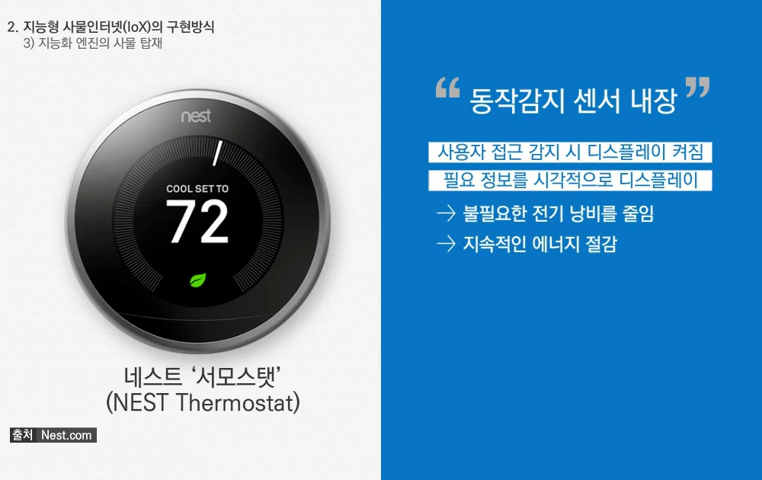 2. 지능형 사물인터넷(IoX)의 구현방식
3) 지능화 엔진의 사물 탑재
nest
COOL SET TO
72
네스트 ‘서모스탯’
(NEST Thermostat)
출처 Nest.com
“ 동작감지 센서 내장 ”
사용자 접근 감지 시 디스플레이 켜짐
필요 정보를 시각적으로 디스플레이
→ 불필요한 전기 낭비를 줄임
→ 지속적인 에너지 절감